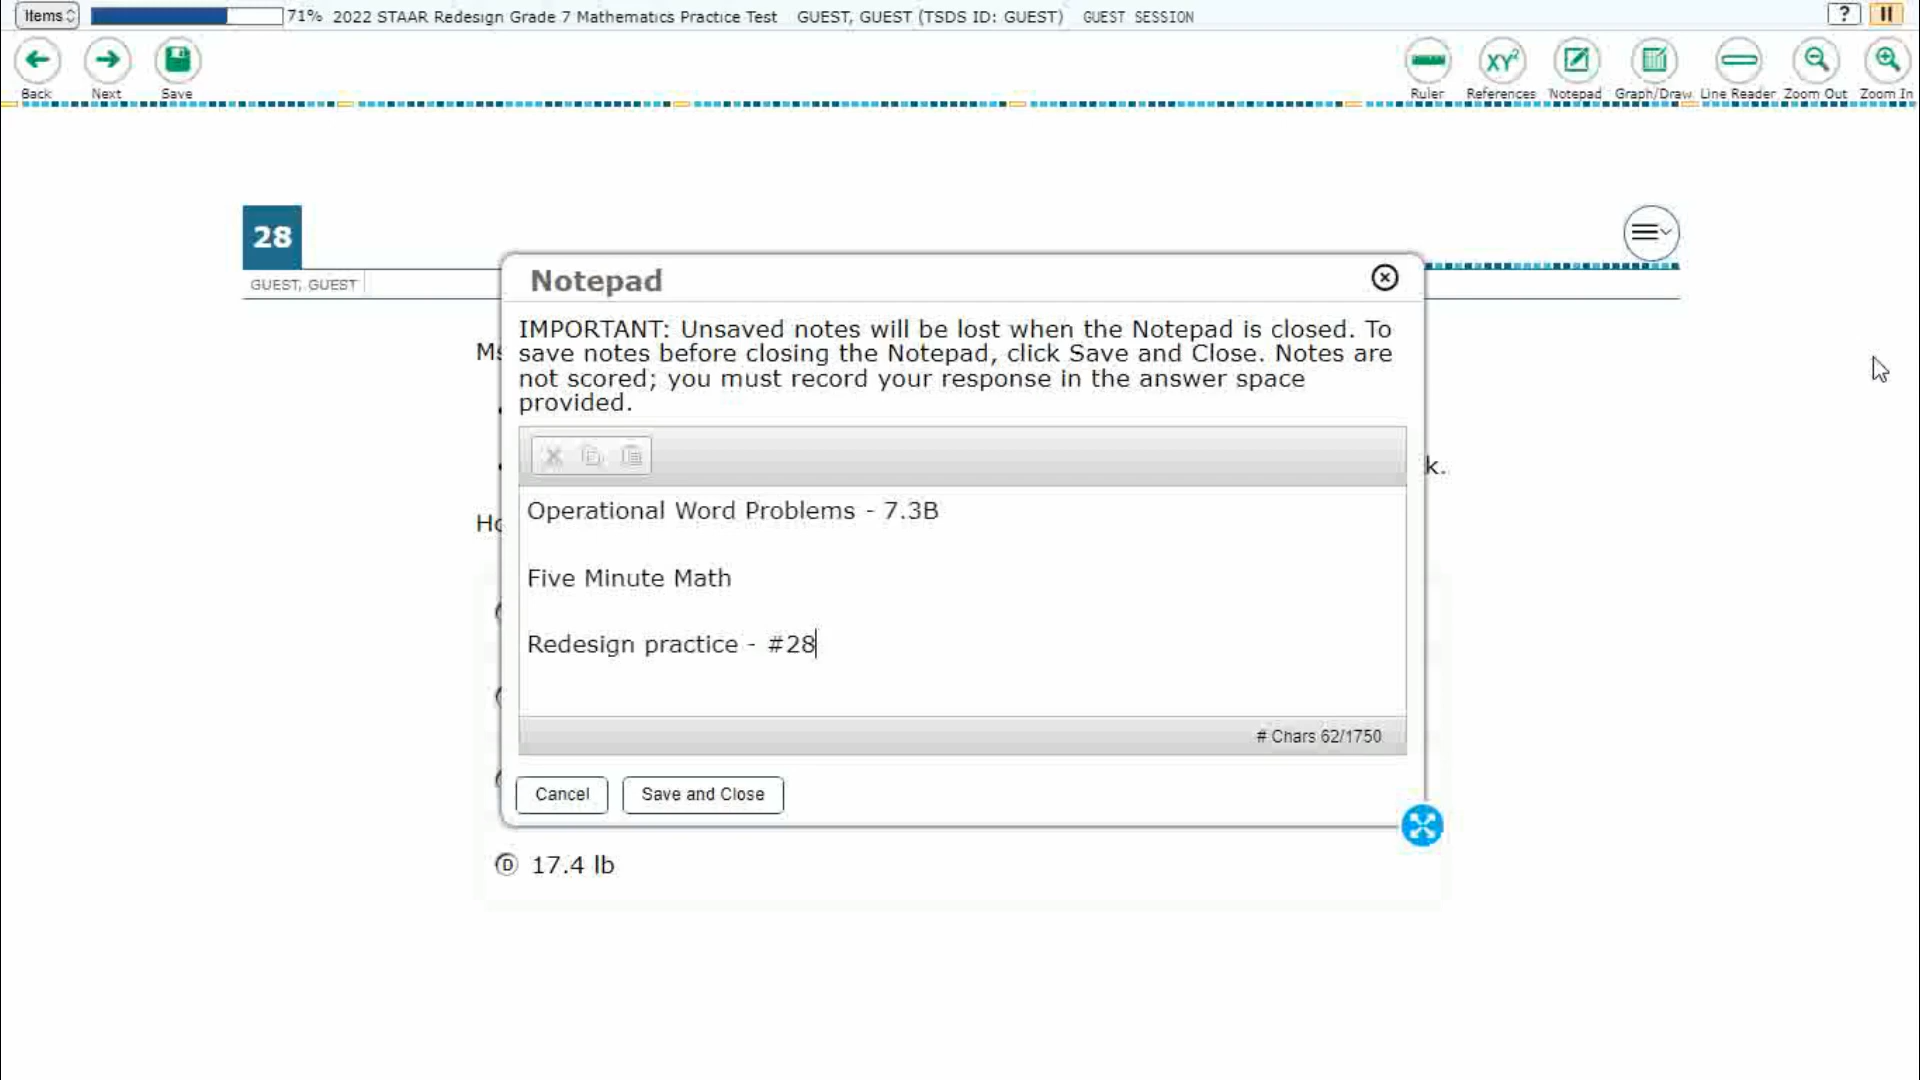 Items 71% 2022 STAAR Redesign Grade 7 Mathematics Practice Test GUEST, GUEST (TSDS ID: GUEST) GUEST SESSION ?
Back Next Save XY² Ruler References Notepad Graph/Draw Line Reader Zoom Out Zoom In
28
GUEST, GUEST
Notepad
IMPORTANT: Unsaved notes will be lost when the Notepad is closed. To
save notes before closing the Notepad, click Save and Close. Notes are
not scored; you must record your response in the answer space
provided.
k.
Operational Word Problems - 7.3B
Five Minute Math
Redesign practice - #28
# Chars 62/1750
Cancel Save and Close
D 17.4 lb